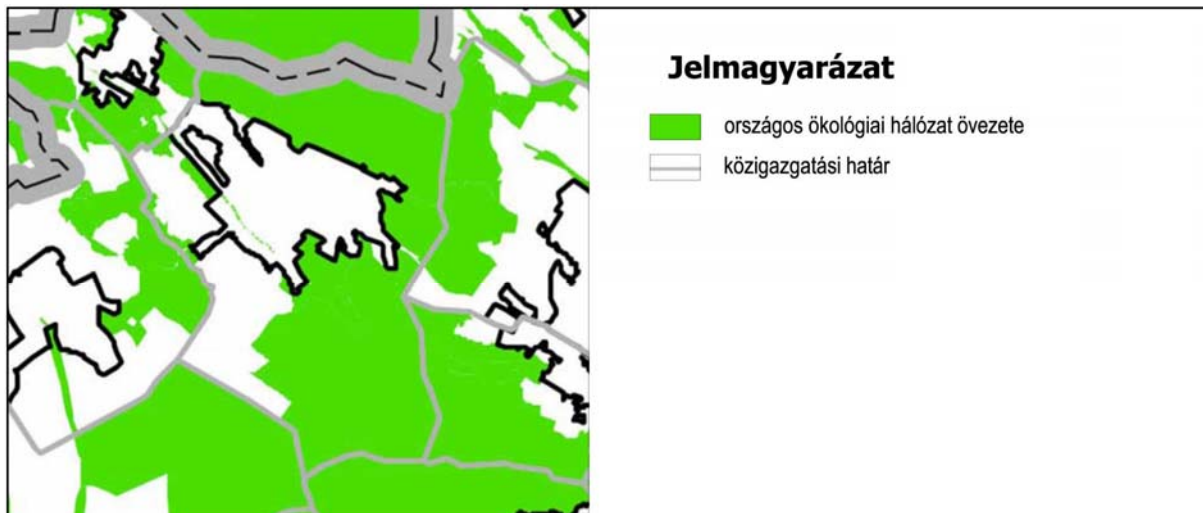 Jelmagyarázat
országos ökológiai hálózat övezete
közigazgatási határ